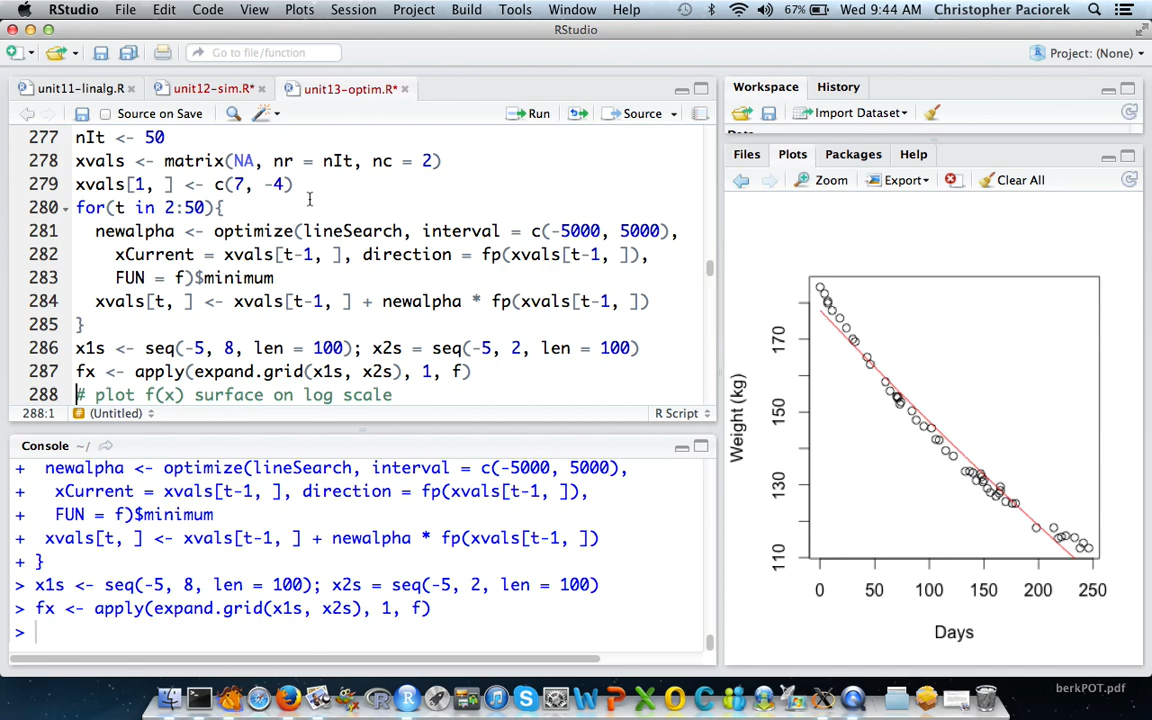 RStudio File Edit Code View Plots Session Project Build Tools Window Help 67% Wed 9:44 AM Christopher Paciorek
RStudio
Go to file/function Project: (None)
unit11-linalg.R unit12-sim.R* unit13-optim.R*
Source on Save Run Source
277 nIt <- 50
278 xvals <- matrix(NA, nr = nIt, nc = 2)
279 xvals[1, ] <- c(7, -4)
280 for(t in 2:50){
281 newalpha <- optimize(lineSearch, interval = c(-5000, 5000),
282 xCurrent = xvals[t-1, ], direction = fp(xvals[t-1, ]),
283 FUN = f)$minimum
284 xvals[t, ] <- xvals[t-1, ] + newalpha * fp(xvals[t-1, ])
285 }
286 x1s <- seq(-5, 8, len = 100); x2s = seq(-5, 2, len = 100)
287 fx <- apply(expand.grid(x1s, x2s), 1, f)
288 # plot f(x) surface on log scale
288:1 (Untitled) R Script
Console ~/
+ newalpha <- optimize(lineSearch, interval = c(-5000, 5000),
+ xCurrent = xvals[t-1, ], direction = fp(xvals[t-1, ]),
+ FUN = f)$minimum
+ xvals[t, ] <- xvals[t-1, ] + newalpha * fp(xvals[t-1, ])
+ }
> x1s <- seq(-5, 8, len = 100); x2s = seq(-5, 2, len = 100)
> fx <- apply(expand.grid(x1s, x2s), 1, f)
>
Workspace History
Import Dataset
Files Plots Packages Help
Zoom Export Clear All
Weight (kg)
170
150
130
110
0 50 100 150 200 250
Days
berkPOT.pdf